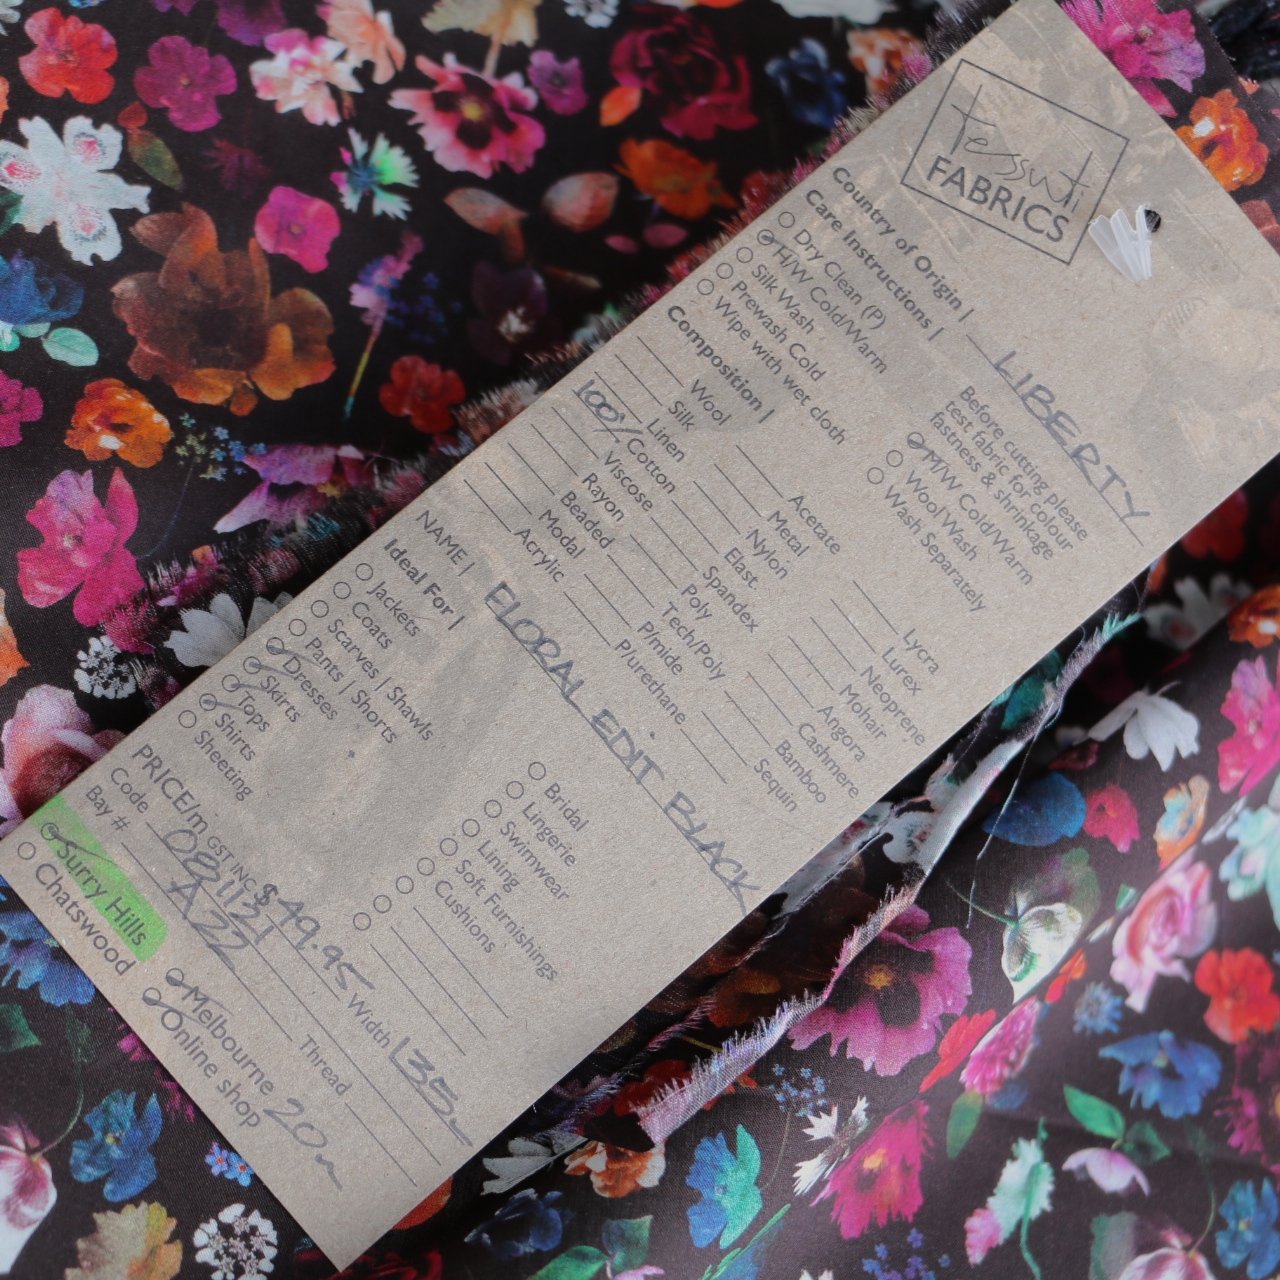 tessuti
FABRICS
Country of Origin | LIBERTY
Care Instructions |
Dry Clean (P)
H/W Cold/Warm
Silk Wash
Prewash Cold
Wipe with wet cloth
Before cutting please
test fabric for colour
fastness & shrinkage
M/W Cold/Warm
Wool Wash
Wash Separately
Composition |
Wool
Silk
Linen
100% Cotton
Viscose
Rayon
Beaded
Modal
Acrylic
Acetate
Metal
Nylon
Elast.
Spandex
Poly
Tech/Poly
P/mide
P/urethane
Lycra
Lurex
Neoprene
Mohair
Angora
Cashmere
Bamboo
Sequin
NAME | FLORAL EDIT BLACK
Ideal For |
Jackets
Coats
Scarves | Shawls
Pants | Shorts
Dresses
Skirts
Tops
Shirts
Sheeting
Bridal
Lingerie
Swimwear
Lining
Soft Furnishings
Cushions
PRICE/m GST INC $49.95 Width 135
Code 0811131 Thread
Bay # A22
Surry Hills
Chatswood
Melbourne 20m
Online shop